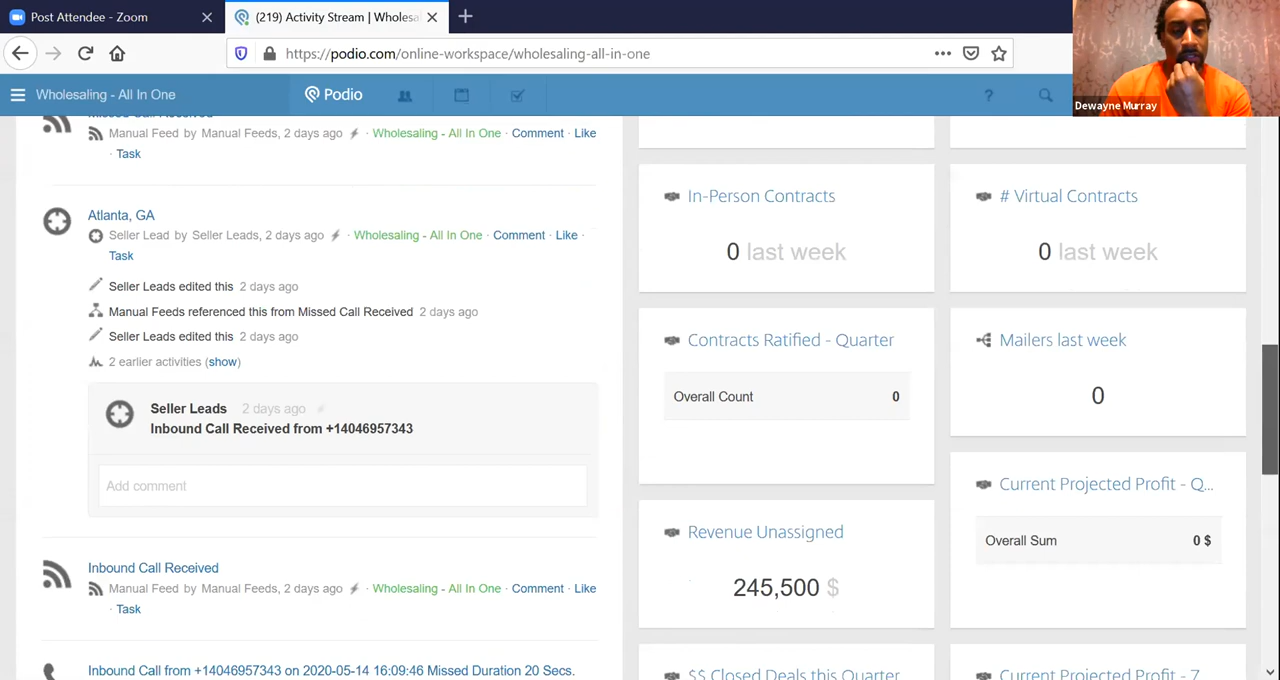 Post Attendee - Zoom
(219) Activity Stream | Wholesa
https://podio.com/online-workspace/wholesaling-all-in-one
Dewayne Murray
Wholesaling - All In One
Podio
?
Missed Call Received
Manual Feed by Manual Feeds, 2 days ago · Wholesaling - All In One · Comment · Like
· Task
Atlanta, GA
Seller Lead by Seller Leads, 2 days ago · Wholesaling - All In One · Comment · Like ·
Task
Seller Leads edited this 2 days ago
Manual Feeds referenced this from Missed Call Received 2 days ago
Seller Leads edited this 2 days ago
2 earlier activities (show)
Seller Leads 2 days ago
Inbound Call Received from +14046957343
Add comment
Inbound Call Received
Manual Feed by Manual Feeds, 2 days ago · Wholesaling - All In One · Comment · Like
· Task
Inbound Call from +14046957343 on 2020-05-14 16:09:46 Missed Duration 20 Secs.
In-Person Contracts
0 last week
# Virtual Contracts
0 last week
Contracts Ratified - Quarter
Overall Count 0
Mailers last week
0
Revenue Unassigned
245,500 $
Current Projected Profit - Q...
Overall Sum 0 $
$$ Closed Deals this Quarter
Current Projected Profit - 7